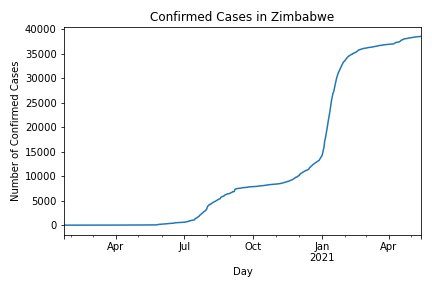 Confirmed Cases in Zimbabwe
Number of Confirmed Cases
40000
35000
30000
25000
20000
15000
10000
5000
0
Apr
Jul
Oct
Jan
2021
Apr
Day